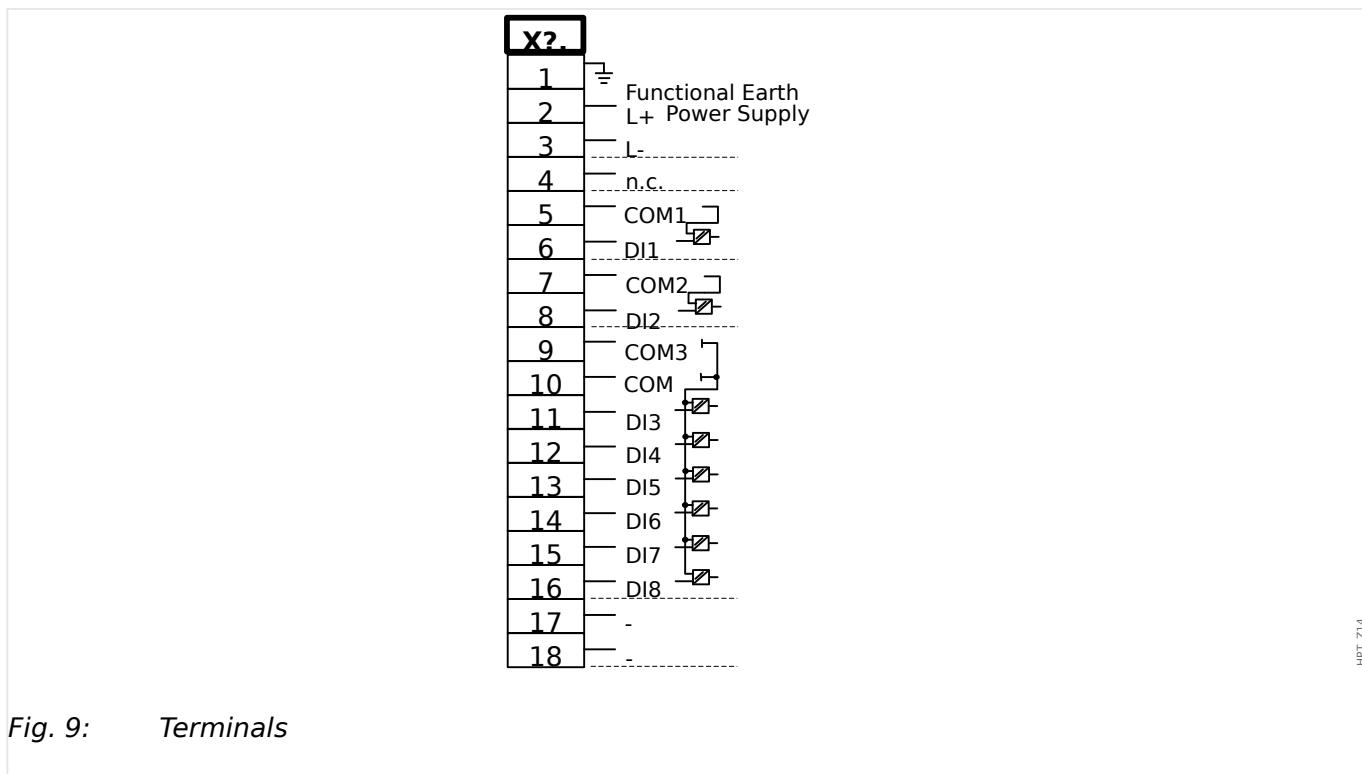 X?.
1
Functional Earth
2 L+ Power Supply
3 L-
4 n.c.
5 COM1
6 DI1
7 COM2
8 DI2
9 COM3
10 COM
11 DI3
12 DI4
13 DI5
14 DI6
15 DI7
16 DI8
17 -
18 -
HPT_Z14
Fig. 9: Terminals